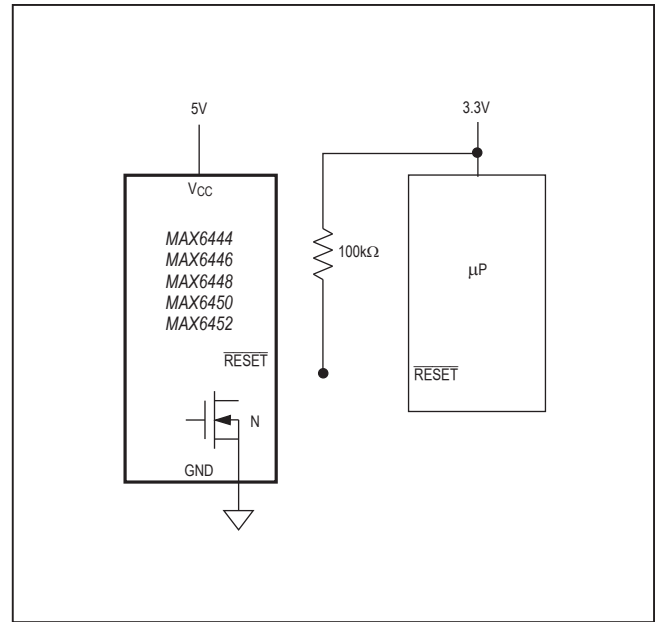 5V
3.3V
VCC
MAX6444
MAX6446
MAX6448
MAX6450
MAX6452
100kΩ
μP
RESET
RESET
N
GND